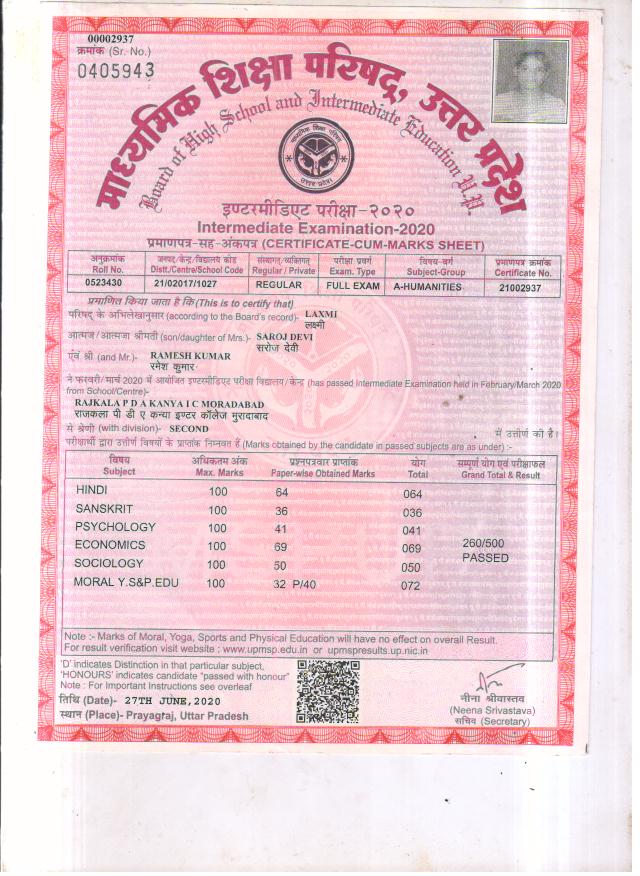 00002937
क्रमांक (Sr. No.)
0405943
माध्यमिक शिक्षा परिषद्, उत्तर प्रदेश
Board of High School and Intermediate Education U.P.
इण्टरमीडिएट परीक्षा-२०२०
Intermediate Examination-2020
प्रमाणपत्र-सह-अंकपत्र (CERTIFICATE-CUM-MARKS SHEET)
अनुक्रमांक जनपद/केन्द्र/विद्यालय कोड संस्थागत/व्यक्तिगत परीक्षा प्रवर्ग विषय-वर्ग प्रमाणपत्र क्रमांक
Roll No. Distt./Centre/School Code Regular / Private Exam. Type Subject-Group Certificate No.
0523430 21/02017/1027 REGULAR FULL EXAM A-HUMANITIES 21002937
प्रमाणित किया जाता है कि (This is to certify that)
परिषद् के अभिलेखानुसार (according to the Board's record)- LAXMI
लक्ष्मी
आत्मज/आत्मजा श्रीमती (son/daughter of Mrs.)- SAROJ DEVI
सरोज देवी
एवं श्री (and Mr.)- RAMESH KUMAR
रमेश कुमार
ने फरवरी/मार्च 2020 में आयोजित इण्टरमीडिएट परीक्षा विद्यालय/केन्द्र (has passed Intermediate Examination held in February/March 2020
from School/Centre)-
RAJKALA P D A KANYA I C MORADABAD
राजकला पी डी ए कन्या इण्टर कॉलेज मुरादाबाद
से श्रेणी (with division)- SECOND में उत्तीर्ण की है।
परीक्षार्थी द्वारा उत्तीर्ण विषयों के प्राप्तांक निम्नवत हैं (Marks obtained by the candidate in passed subjects are as under) :-
विषय अधिकतम अंक प्रश्नपत्रवार प्राप्तांक योग सम्पूर्ण योग एवं परीक्षाफल
Subject Max. Marks Paper-wise Obtained Marks Total Grand Total & Result
HINDI 100 64 064
SANSKRIT 100 36 036
PSYCHOLOGY 100 41 041
ECONOMICS 100 69 069 260/500
SOCIOLOGY 100 50 050 PASSED
MORAL Y.S&P.EDU 100 32 P/40 072
Note :- Marks of Moral, Yoga, Sports and Physical Education will have no effect on overall Result.
For result verification visit website : www.upmsp.edu.in or upmspresults.up.nic.in
'D' indicates Distinction in that particular subject,
'HONOURS' indicates candidate "passed with honour"
Note : For Important Instructions see overleaf
तिथि (Date)- 27TH JUNE,2020
स्थान (Place)- Prayagraj, Uttar Pradesh
नीना श्रीवास्तव
(Neena Srivastava)
सचिव (Secretary)